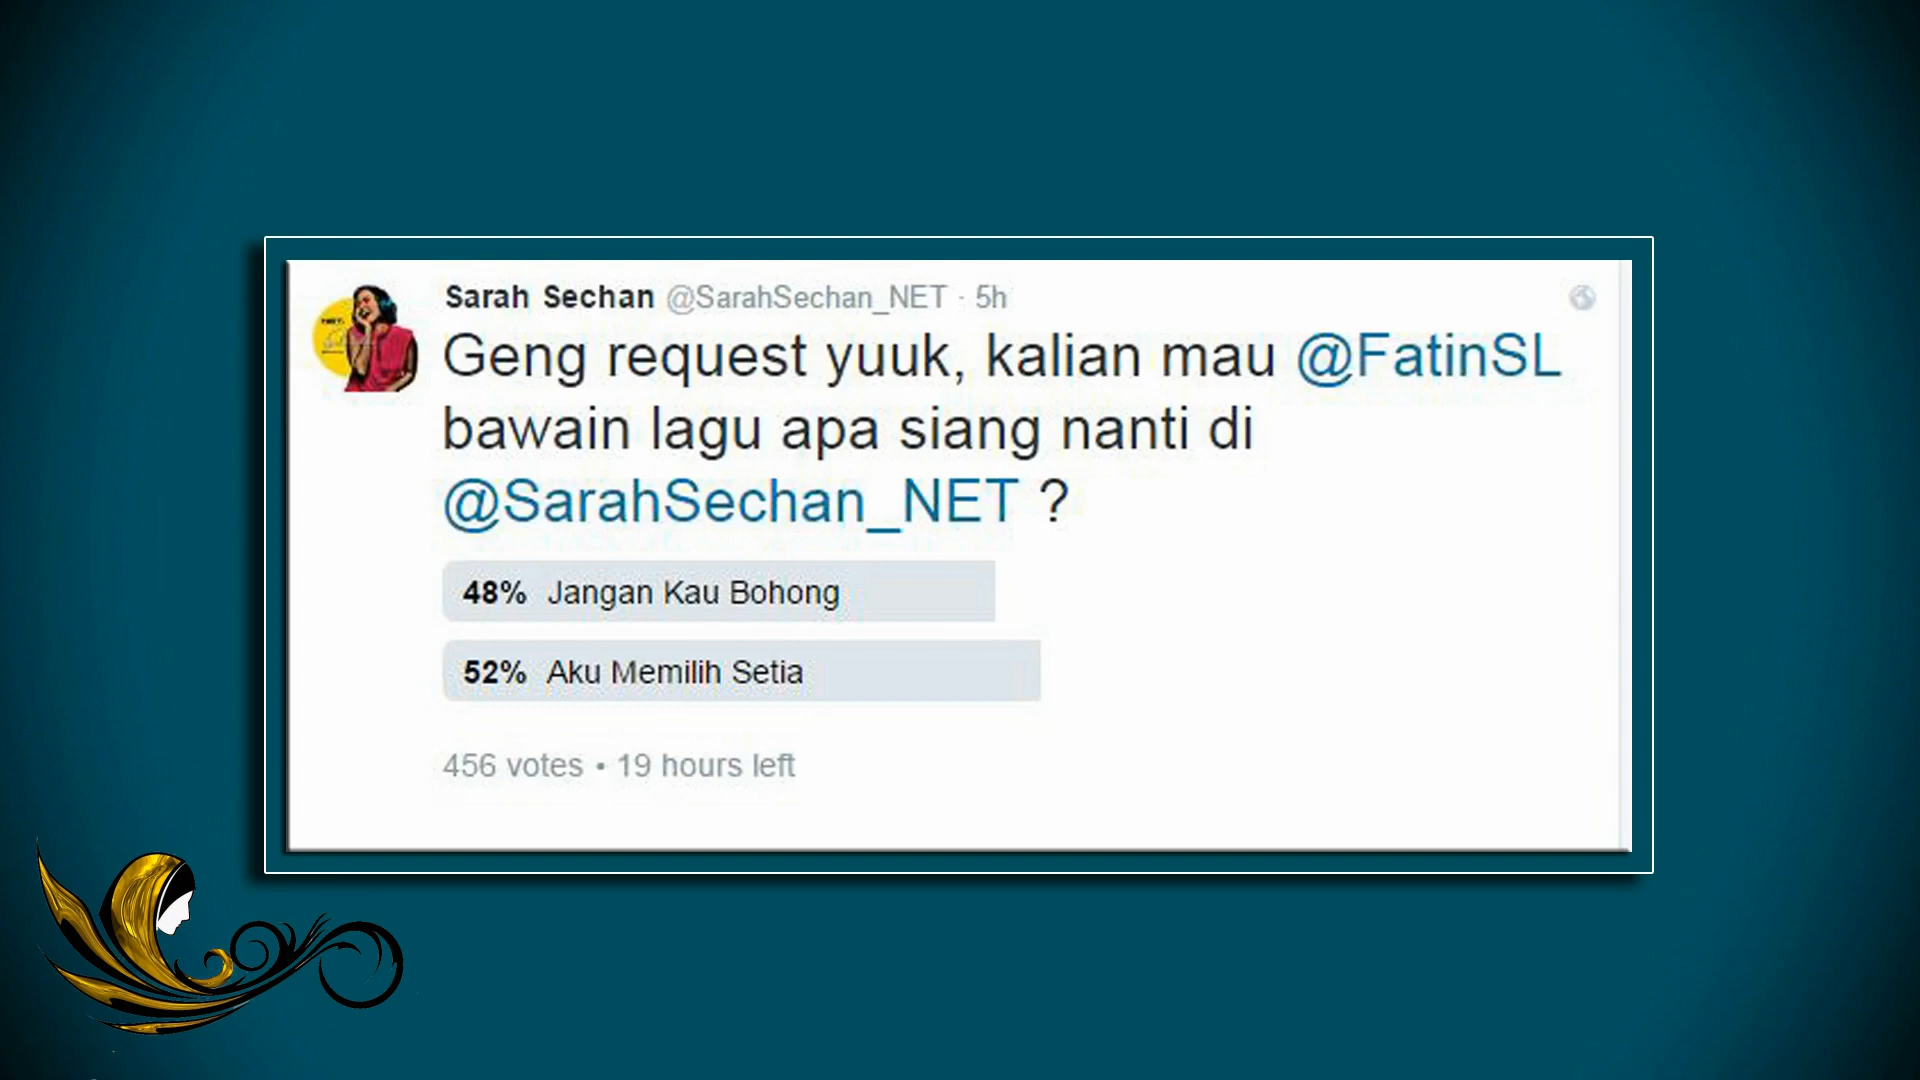 Sarah Sechan @SarahSechan_NET · 5h
Geng request yuuk, kalian mau @FatinSL
bawain lagu apa siang nanti di
@SarahSechan_NET ?
48% Jangan Kau Bohong
52% Aku Memilih Setia
456 votes • 19 hours left